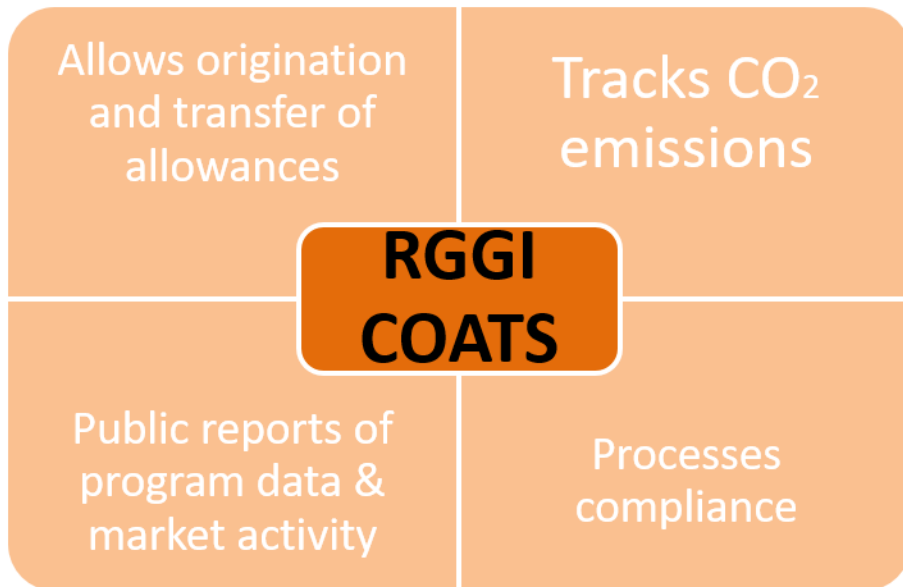 Allows origination
and transfer of
allowances
Tracks CO₂
emissions
RGGI
COATS
Public reports of
program data &
market activity
Processes
compliance